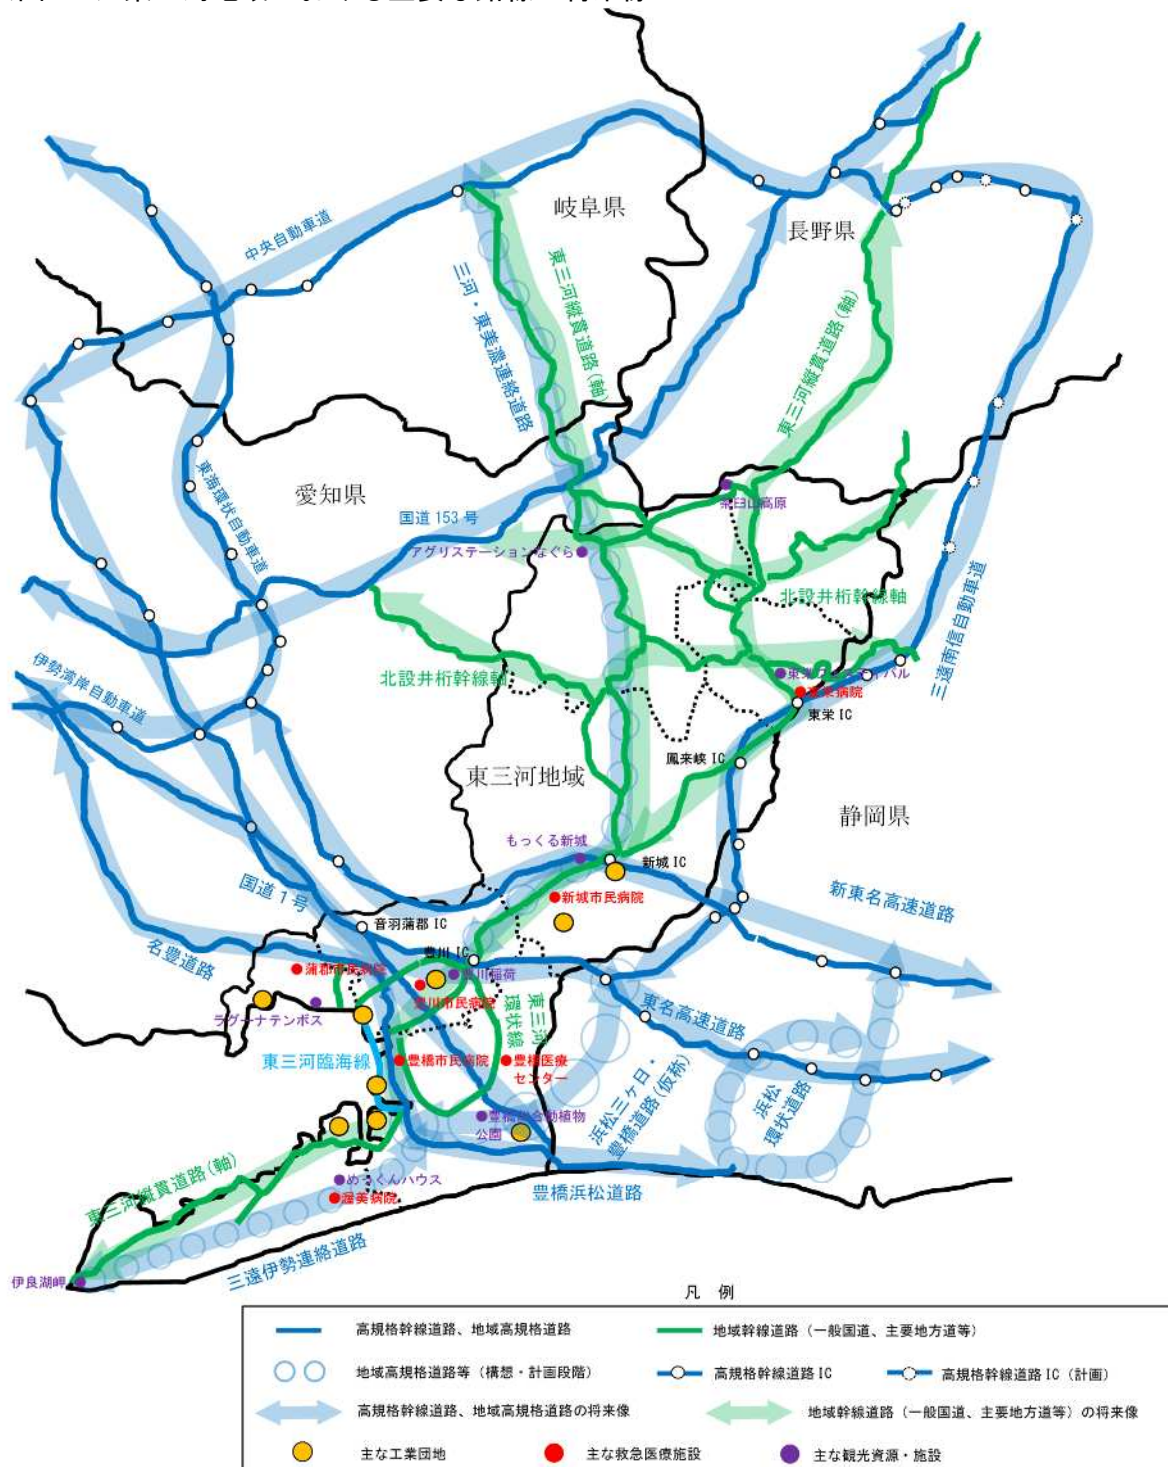 岐阜県
長野県
中央自動車道
三河・東美濃連絡道路
東三河縦貫道路(軸)
東三河縦貫道路(軸)
愛知県
東海環状自動車道
国道 153 号
茶臼山高原
アグリステーションなぐら
北設井桁幹線軸
三遠南信自動車道
伊勢湾岸自動車道
北設井桁幹線軸
東栄病院
東栄 IC
鳳来峡 IC
東三河地域
静岡県
もっくる新城
新城 IC
新城市民病院
新東名高速道路
国道 1 号
音羽蒲郡 IC
名豊道路
豊川 IC
蒲郡市民病院
豊川稲荷
豊川市民病院
ラグーナテンボス
東三河
環状線
東名高速道路
東三河臨海線
豊橋市民病院
豊橋医療
センター
浜松三ヶ日・
豊橋道路(仮称)
浜松
環状道路
豊橋総合動植物
公園
めっくんハウス
渥美病院
東三河縦貫道路(軸)
豊橋浜松道路
三遠伊勢連絡道路
伊良湖岬
凡 例
高規格幹線道路、地域高規格道路
地域幹線道路(一般国道、主要地方道等)
地域高規格道路等(構想・計画段階)
高規格幹線道路 IC
高規格幹線道路 IC(計画)
高規格幹線道路、地域高規格道路の将来像
地域幹線道路(一般国道、主要地方道等)の将来像
主な工業団地
主な救急医療施設
主な観光資源・施設